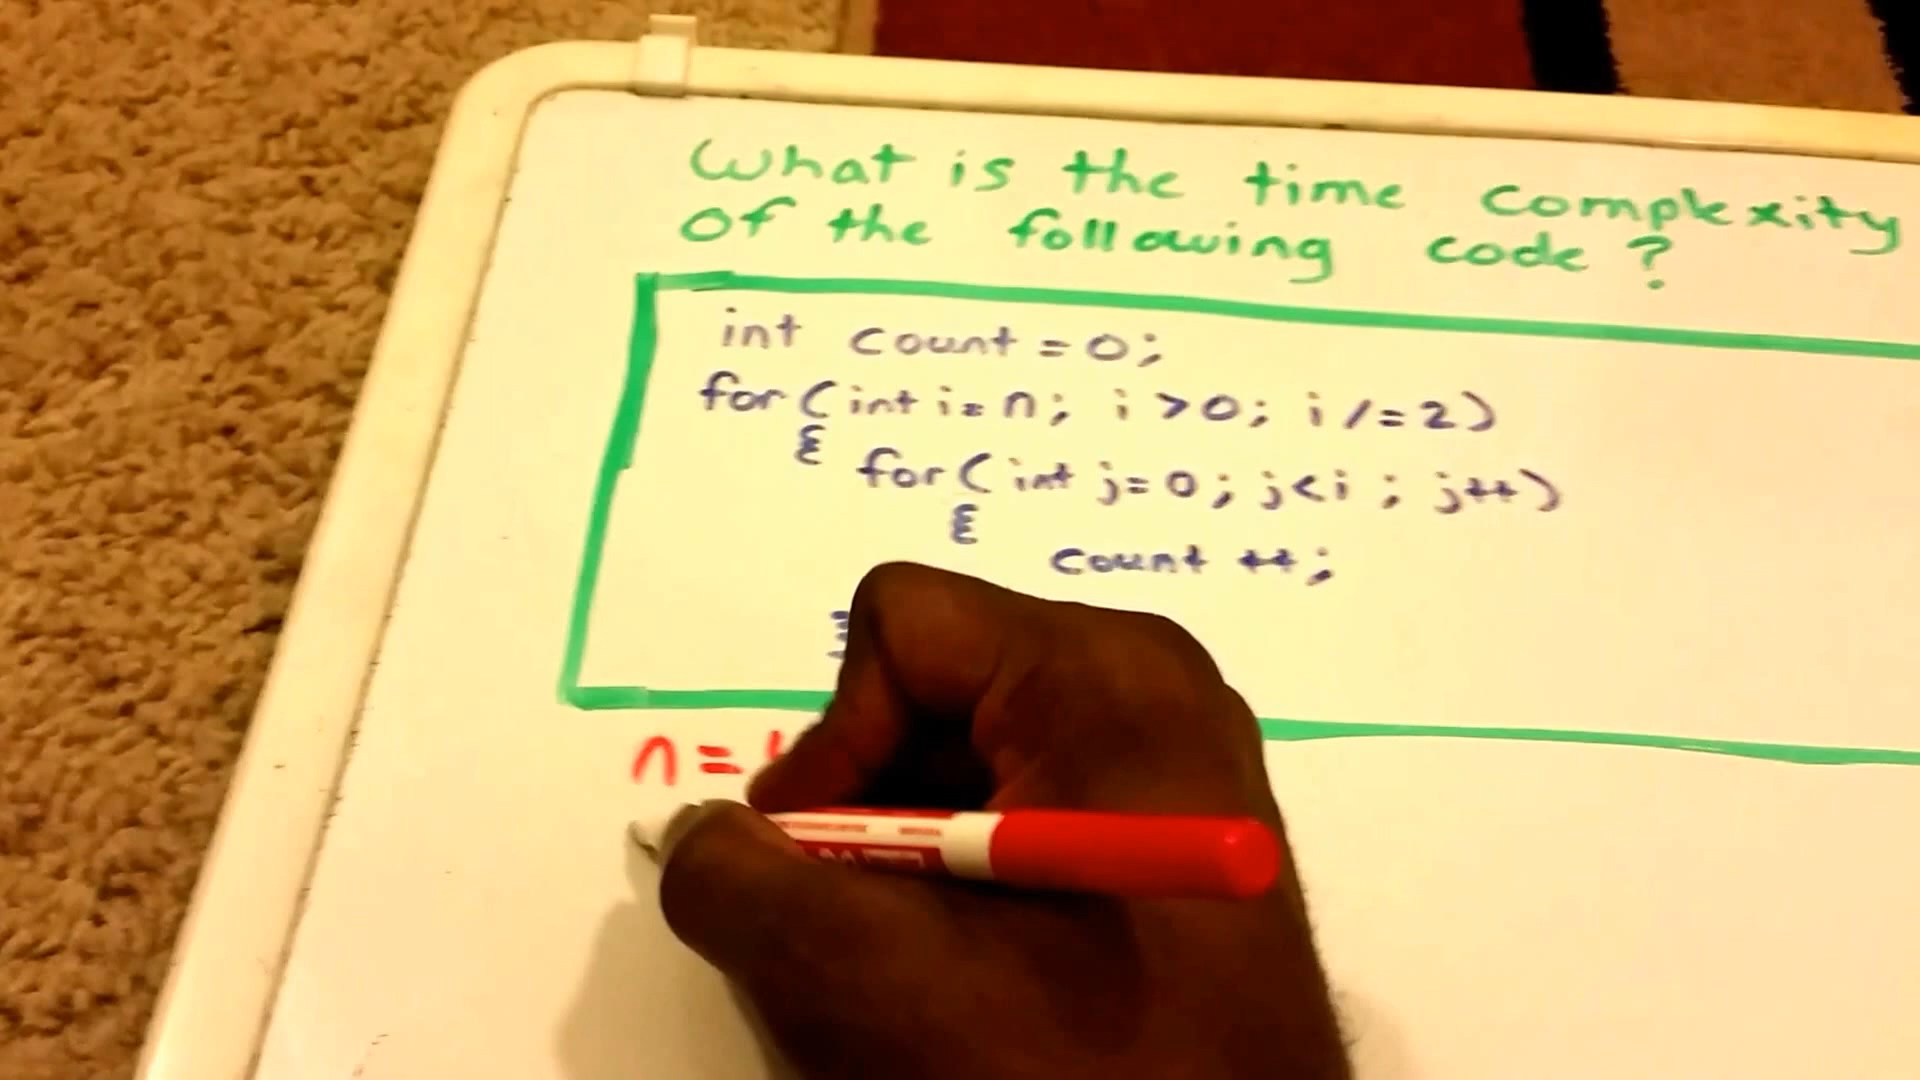 What is the time complexity
of the following code?
int count = 0;
for (int i = n; i > 0; i /= 2)
{ for (int j = 0; j < i; j++)
{
count ++;
}
n =